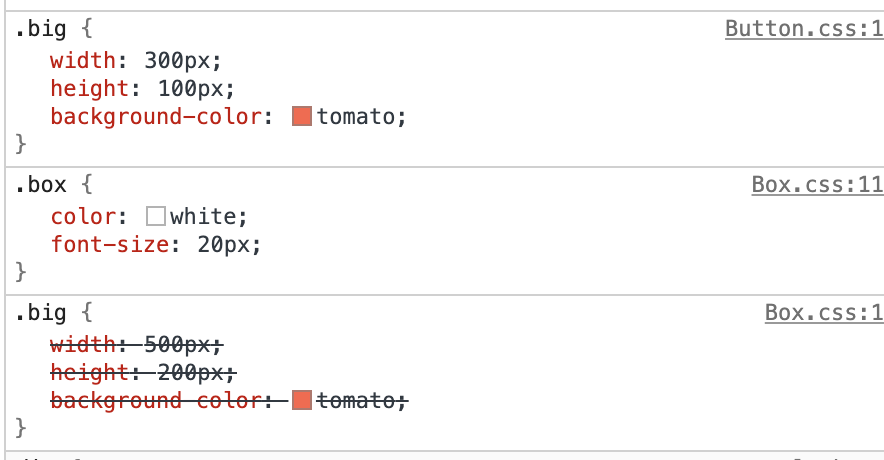 .big {
Button.css:1
width: 300px;
height: 100px;
background-color: tomato;
}
.box {
Box.css:11
color: white;
font-size: 20px;
}
.big {
Box.css:1
width: 500px;
height: 200px;
background-color: tomato;
}